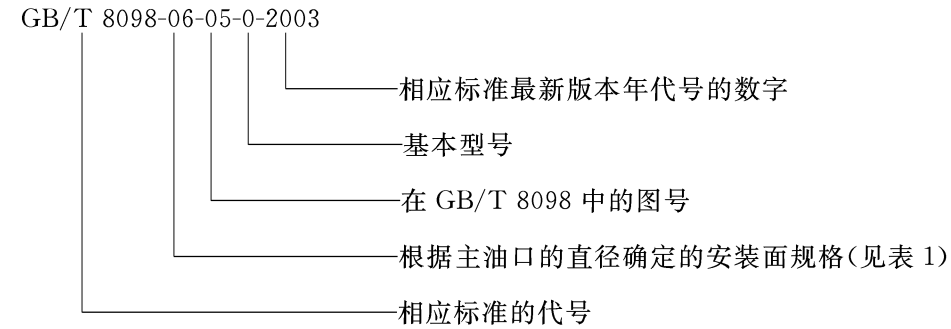 GB/T 8098-06-05-0-2003
相应标准最新版本年代号的数字
基本型号
在 GB/T 8098 中的图号
根据主油口的直径确定的安装面规格(见表 1)
相应标准的代号